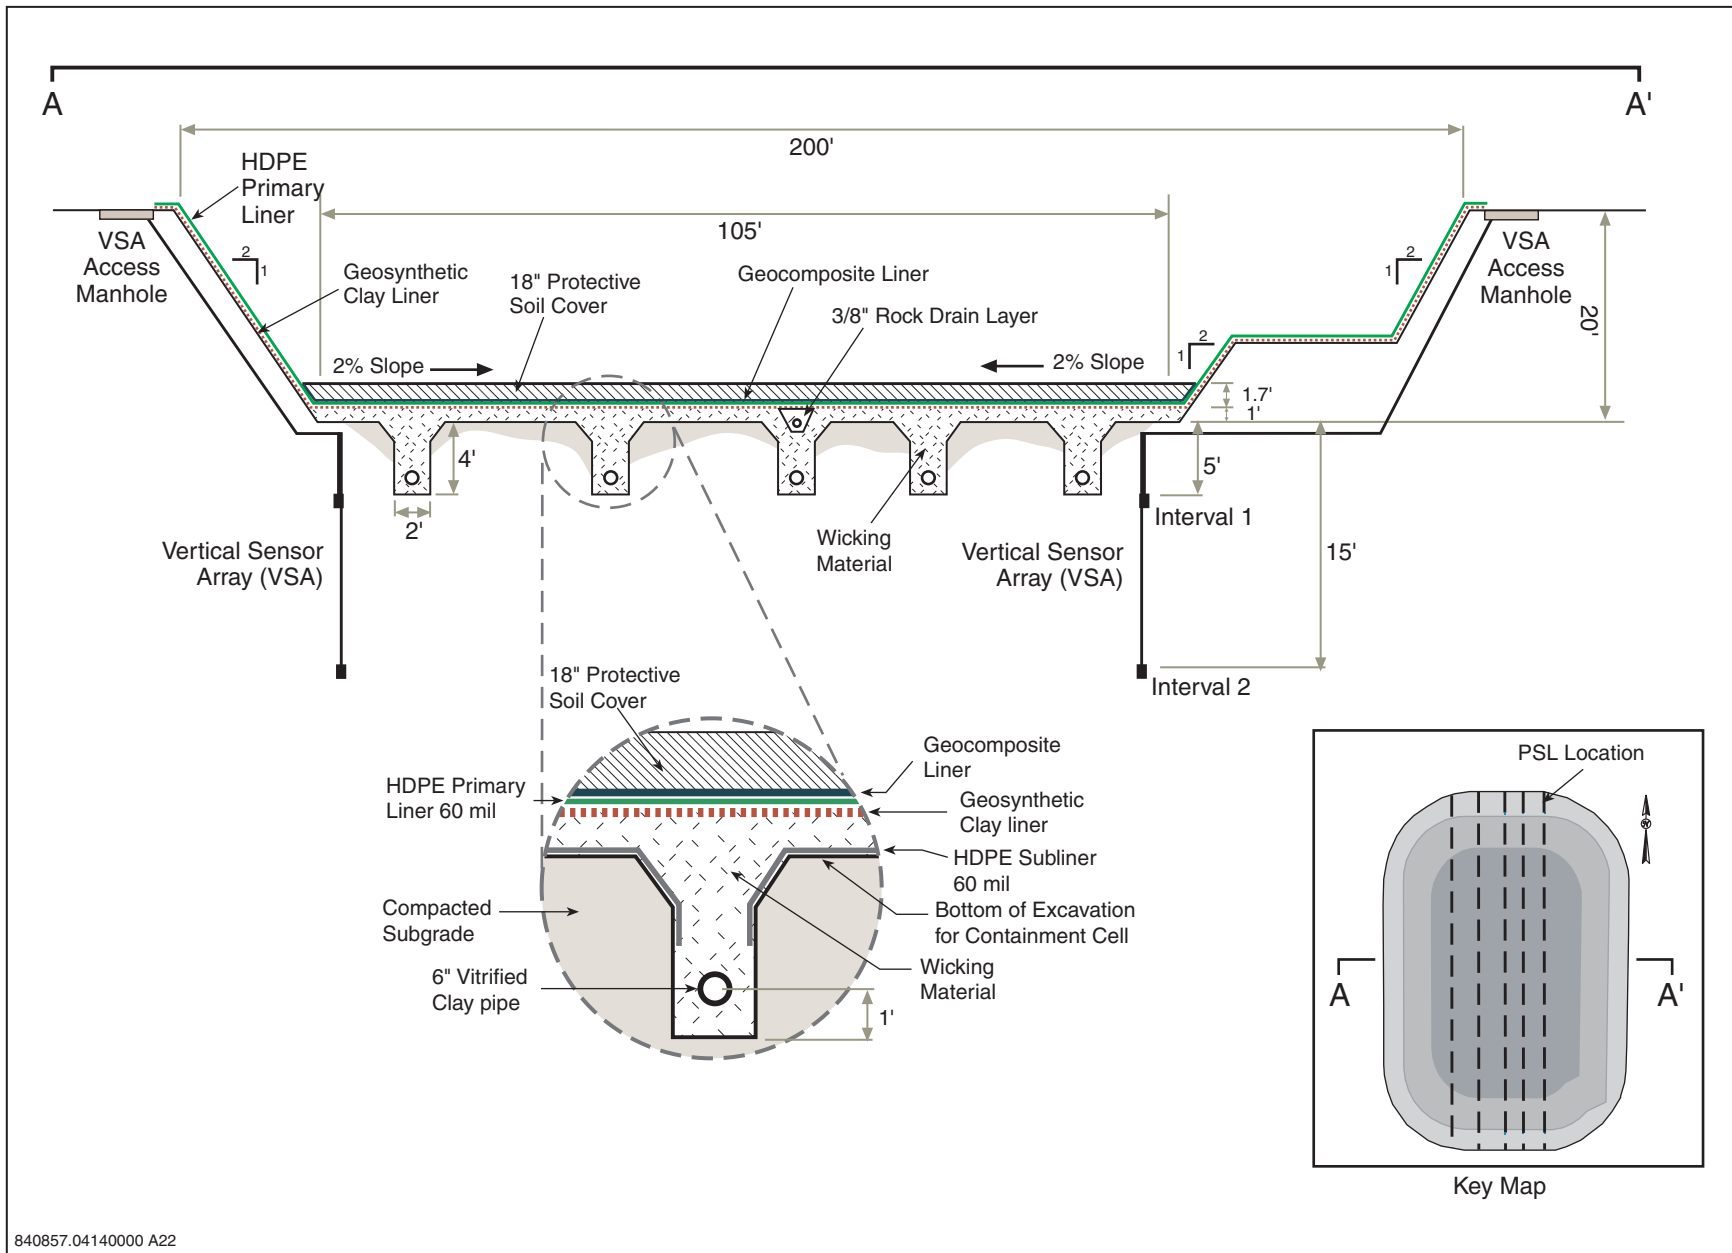 A
A'
200'
HDPE
Primary
Liner
105'
VSA
Access
Manhole
VSA
Access
Manhole
2
1
2
1
Geosynthetic
Clay Liner
18" Protective
Soil Cover
Geocomposite Liner
3/8" Rock Drain Layer
20'
2
1
2% Slope
2% Slope
1.7'
1'
4'
5'
2'
Interval 1
Wicking
Material
Vertical Sensor
Array (VSA)
Vertical Sensor
Array (VSA)
15'
Interval 2
18" Protective
Soil Cover
Geocomposite
Liner
HDPE Primary
Liner 60 mil
Geosynthetic
Clay liner
HDPE Subliner
60 mil
Compacted
Subgrade
Bottom of Excavation
for Containment Cell
6" Vitrified
Clay pipe
Wicking
Material
1'
PSL Location
A
A'
Key Map
840857.04140000 A22